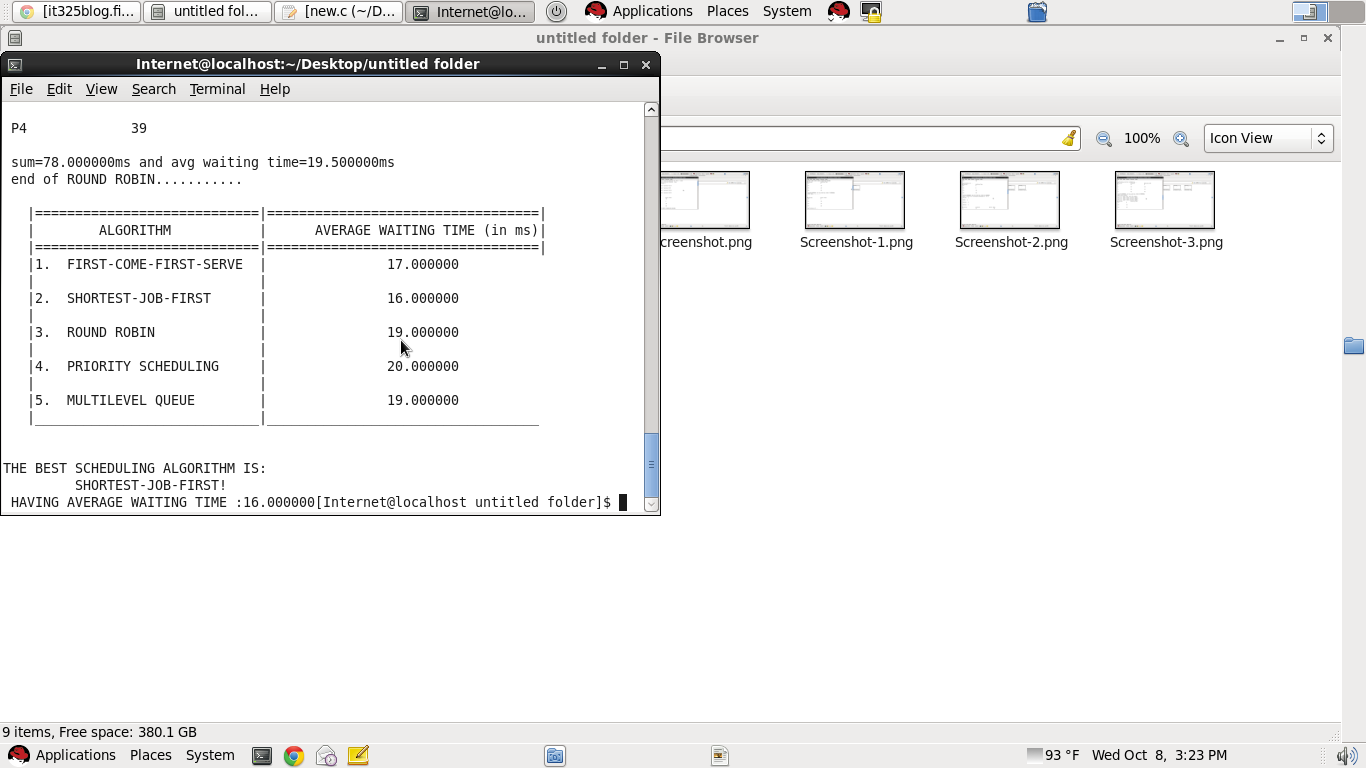 [it325blog.fi...
untitled fol...
[new.c (~/D...
Internet@lo...
Applications Places System
untitled folder - File Browser
Internet@localhost:~/Desktop/untitled folder
File Edit View Search Terminal Help
100%
Icon View
P4 39
sum=78.000000ms and avg waiting time=19.500000ms
end of ROUND ROBIN...........
|============================|==================================|
| ALGORITHM | AVERAGE WAITING TIME (in ms)|
|============================|==================================|
|1. FIRST-COME-FIRST-SERVE | 17.000000
| |
|2. SHORTEST-JOB-FIRST | 16.000000
| |
|3. ROUND ROBIN | 19.000000
| |
|4. PRIORITY SCHEDULING | 20.000000
| |
|5. MULTILEVEL QUEUE | 19.000000
|____________________________|__________________________________
THE BEST SCHEDULING ALGORITHM IS:
SHORTEST-JOB-FIRST!
HAVING AVERAGE WAITING TIME :16.000000[Internet@localhost untitled folder]$
creenshot.png
Screenshot-1.png
Screenshot-2.png
Screenshot-3.png
9 items, Free space: 380.1 GB
Applications Places System
93 °F
Wed Oct 8, 3:23 PM